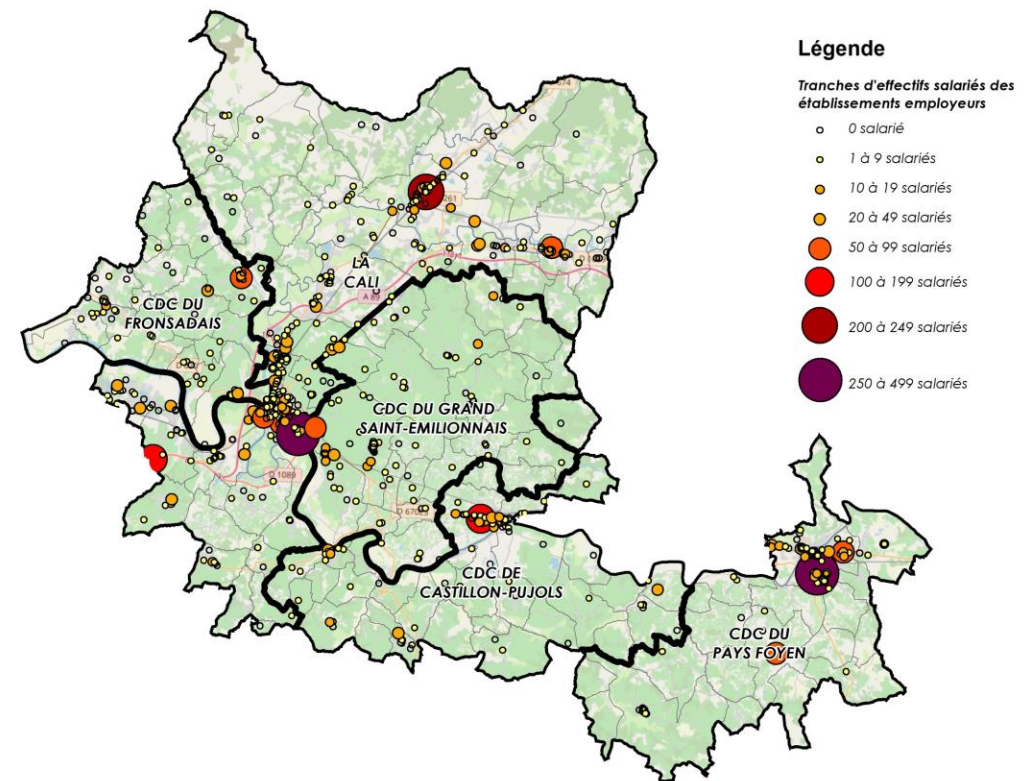 Légende
Tranches d'effectifs salariés des
établissements employeurs
0 salarié
1 à 9 salariés
10 à 19 salariés
20 à 49 salariés
50 à 99 salariés
100 à 199 salariés
200 à 249 salariés
250 à 499 salariés
LA
CALI
A 89
CDC DU
FRONSADAIS
CDC DU GRAND
SAINT-EMILIONNAIS
D 1089
CDC DE
CASTILLON-PUJOLS
CDC DU
PAYS FOYEN